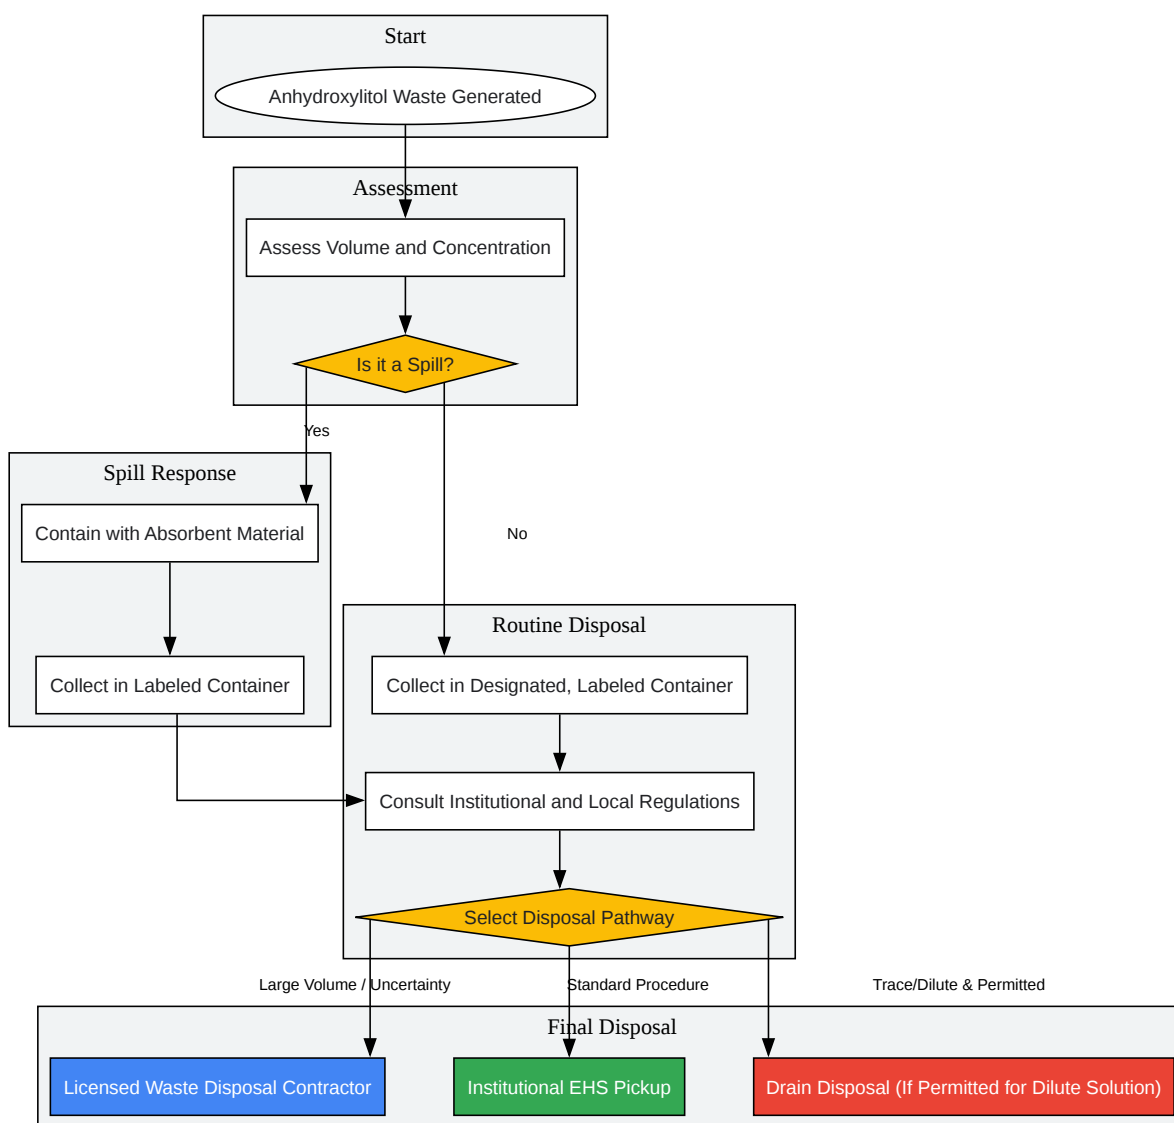 Start
Anhydroxylitol Waste Generated
Assessment
Assess Volume and Concentration
Is it a Spill?
Yes
Spill Response
Contain with Absorbent Material
No
Routine Disposal
Collect in Labeled Container
Collect in Designated, Labeled Container
Consult Institutional and Local Regulations
Select Disposal Pathway
Large Volume / Uncertainty
Standard Procedure
Trace/Dilute & Permitted
Final Disposal
Licensed Waste Disposal Contractor
Institutional EHS Pickup
Drain Disposal (If Permitted for Dilute Solution)